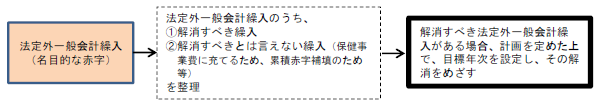 法定外一般会計繰入
（名目的な赤字）
法定外一般会計繰入のうち、
①解消すべき繰入
②解消すべきとは言えない繰入（保健事
業費に充てるため、累積赤字補填のため
等）
を整理
解消すべき法定外一般会計繰
入がある場合、計画を定めた上
で、目標年次を設定し、その解
消をめざす